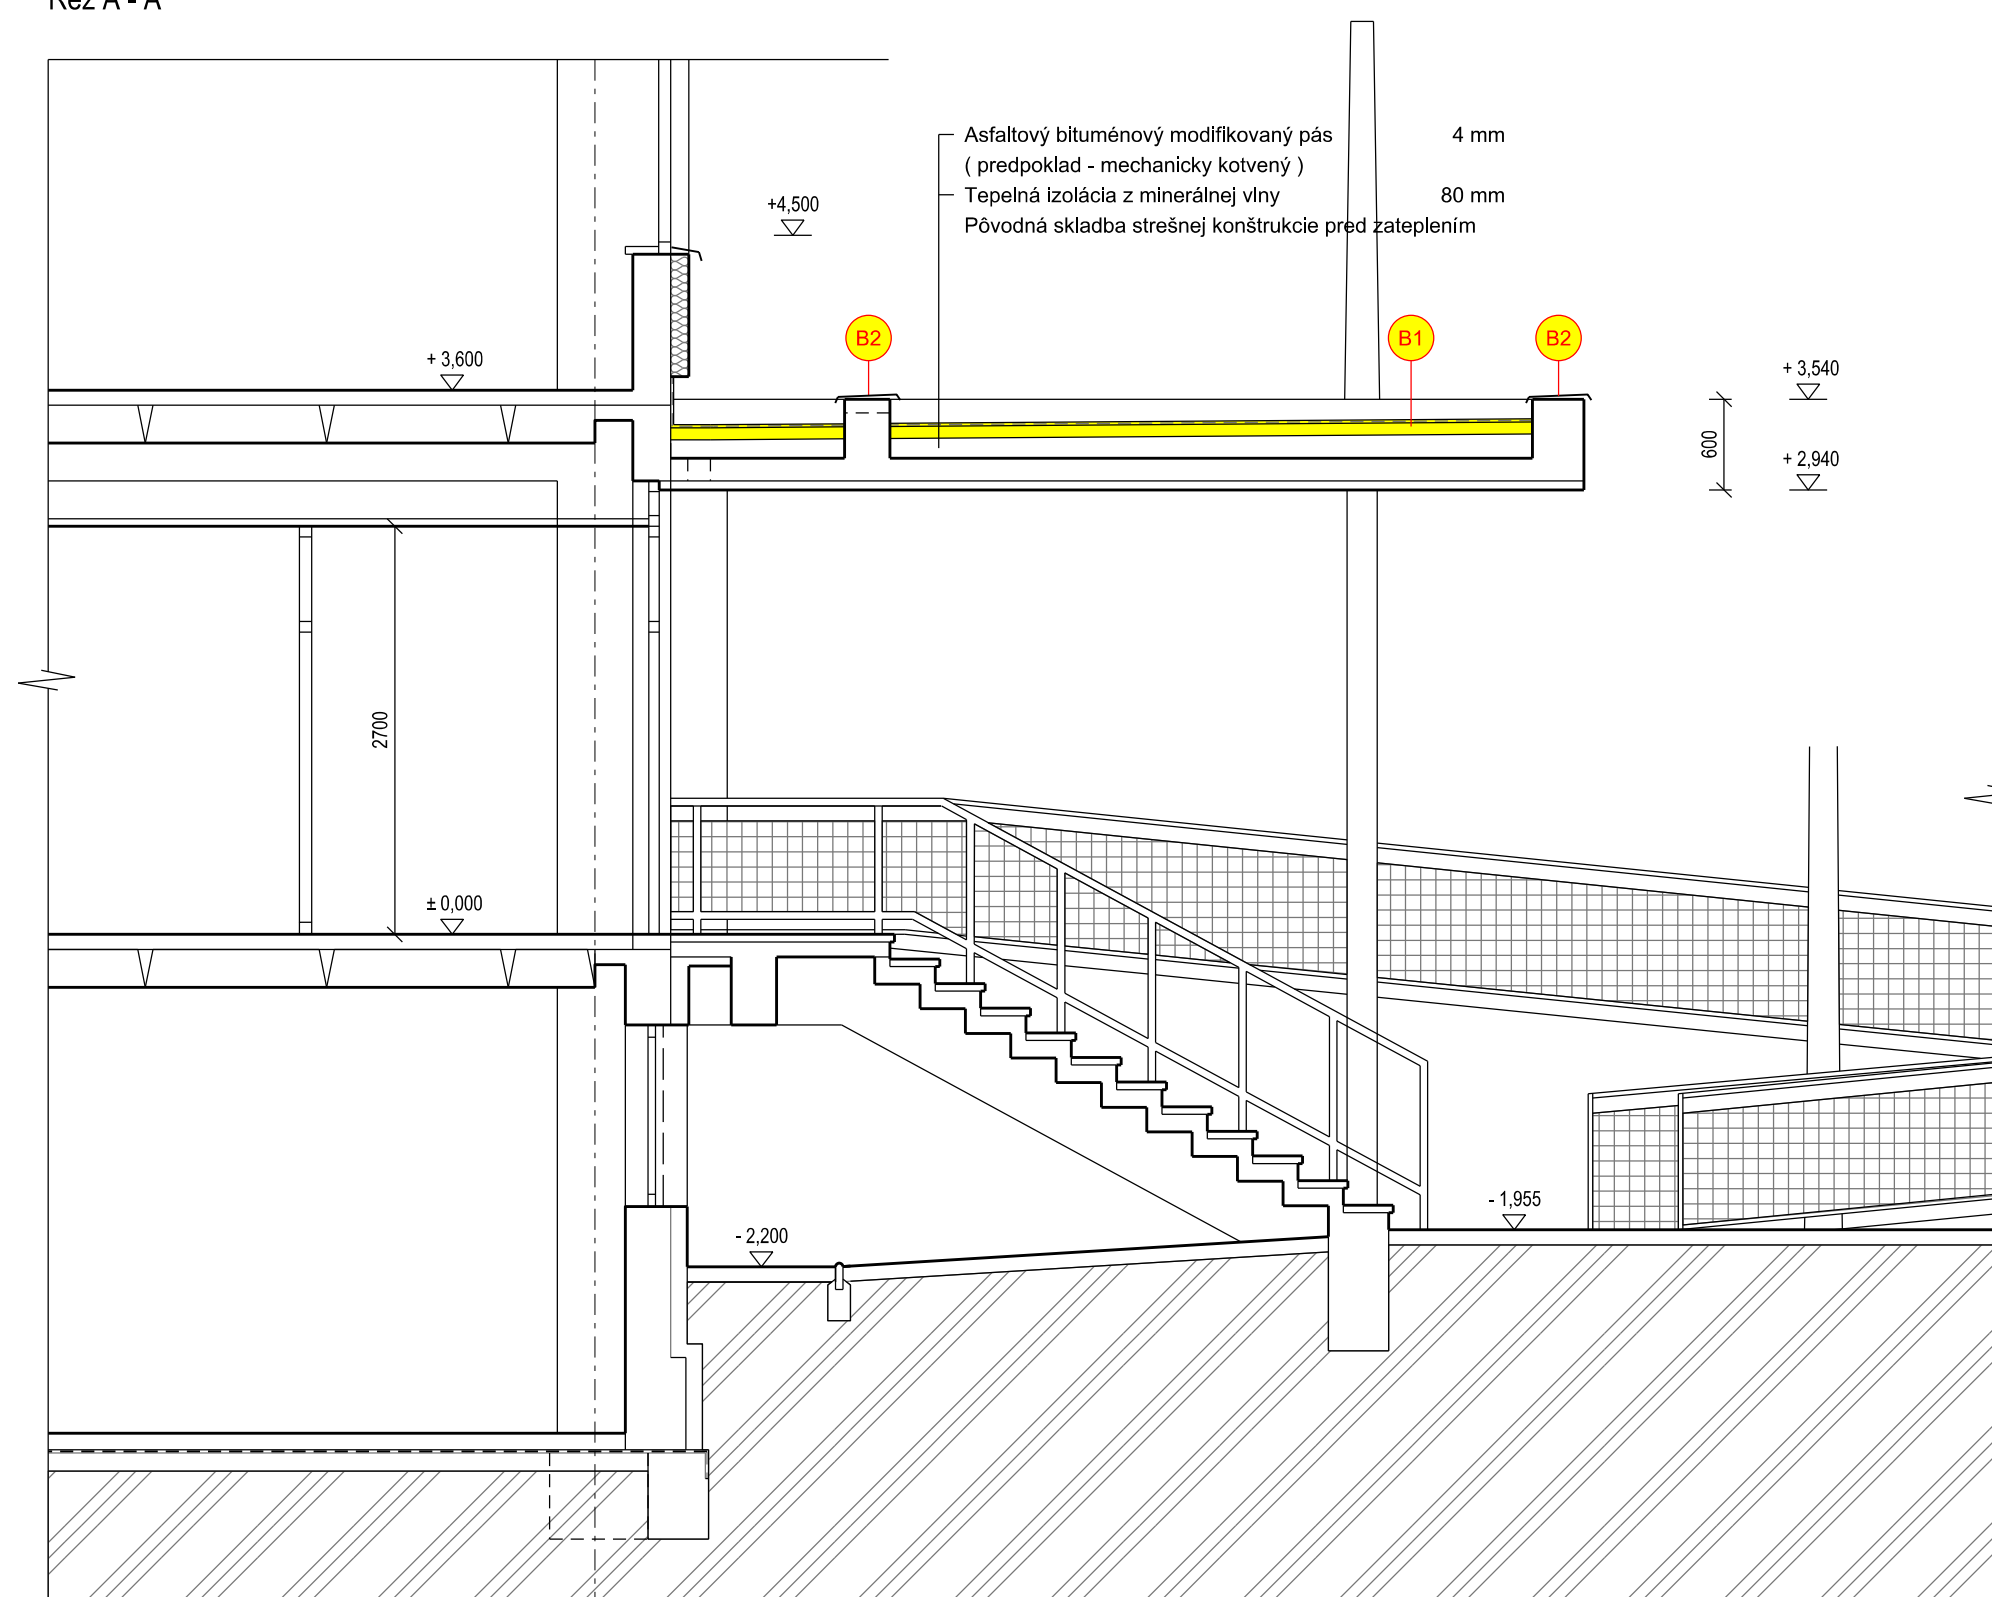 Rez A - A
Asfaltový bituménový modifikovaný pás 4 mm
( predpoklad - mechanicky kotvený )
Tepelná izolácia z minerálnej vlny 80 mm
Pôvodná skladba strešnej konštrukcie pred zateplením
+4,500
B2
B1
B2
+ 3,600
+ 3,540
600
+ 2,940
2700
± 0,000
- 1,955
- 2,200